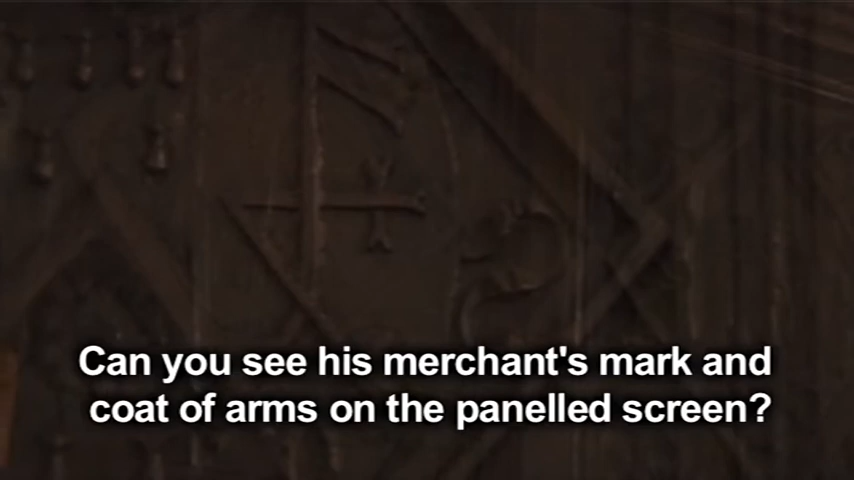 Can you see his merchant's mark and
coat of arms on the panelled screen?